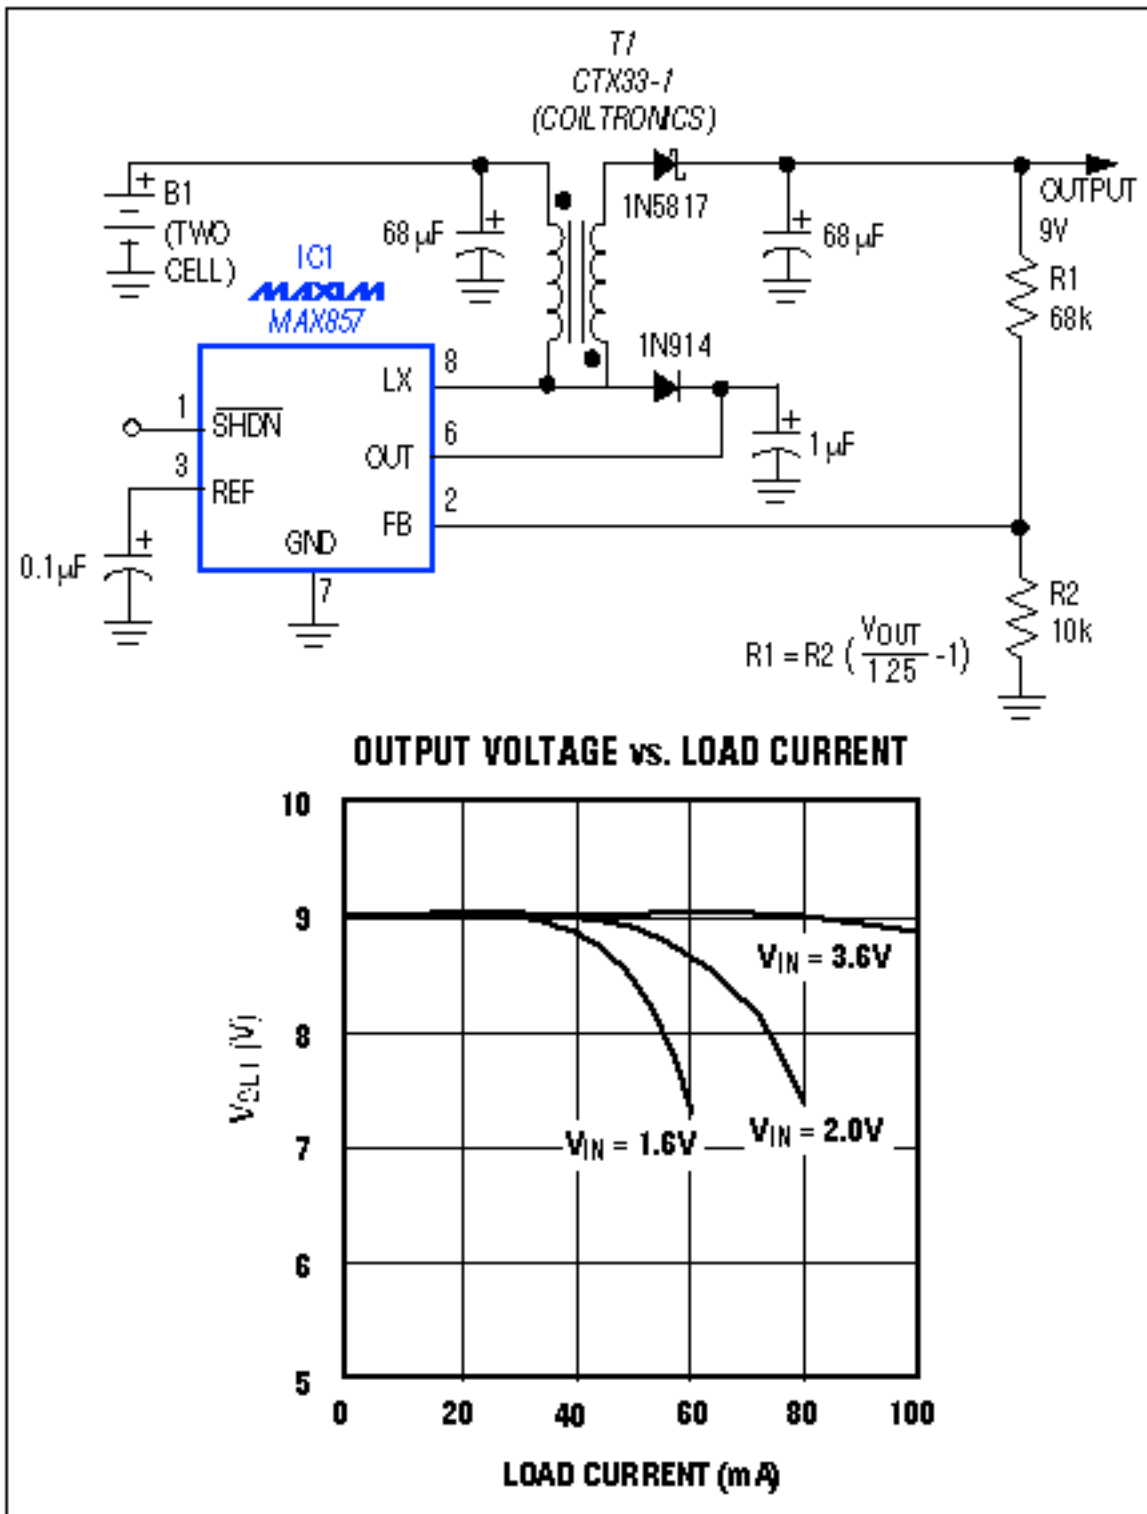 T1
CTX33-1
(COILTRONICS)
B1
(TWO
CELL)
68 µF
1N5817
68 µF
OUTPUT
9V
R1
68k
IC1
MAXIM
MAX857
1N914
1
SHDN
3
REF
GND
7
LX
8
OUT
6
FB
2
1 µF
0.1 µF
R2
10k
R1 = R2 ( VOUT / 1.25 -1)
OUTPUT VOLTAGE vs. LOAD CURRENT
10
9
8
7
6
5
VOUT (V)
VIN = 3.6V
VIN = 2.0V
VIN = 1.6V
0 20 40 60 80 100
LOAD CURRENT (mA)